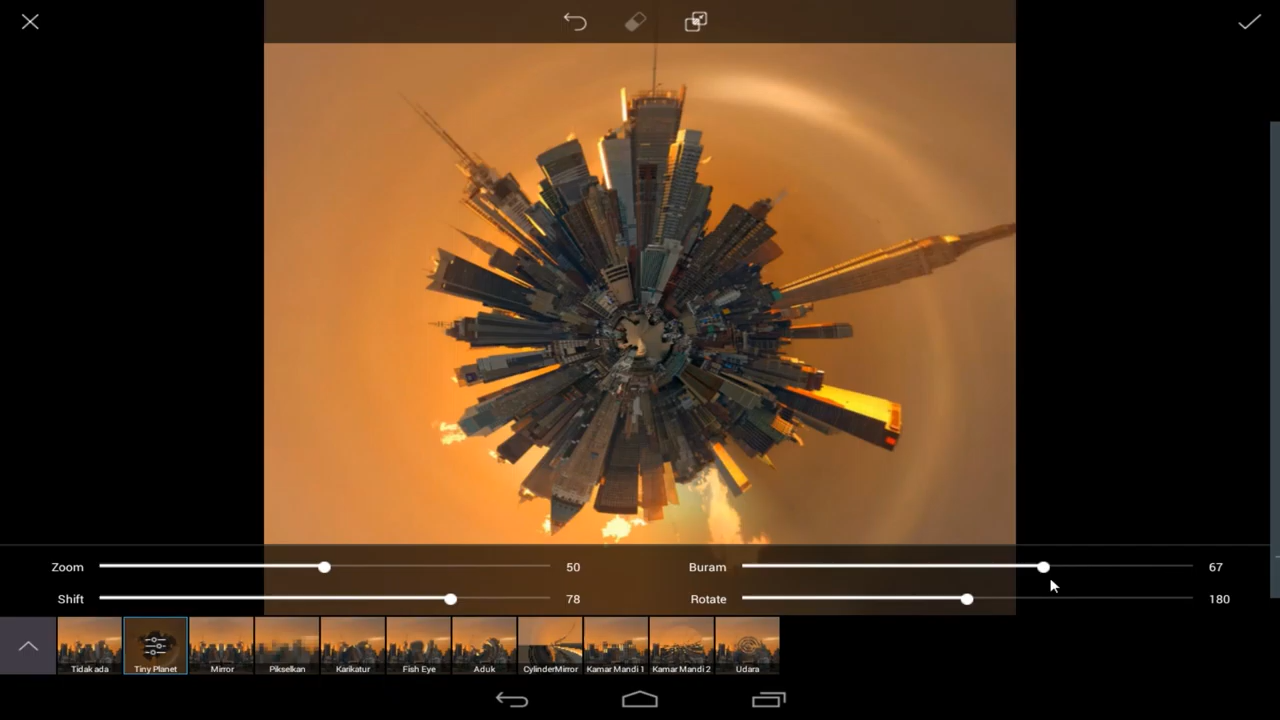 Zoom 50 Buram 67
Shift 78 Rotate 180
Tidak ada Tiny Planet Mirror Pikselkan Karikatur Fish Eye Aduk CylinderMirror Kamar Mandi 1 Kamar Mandi 2 Udara